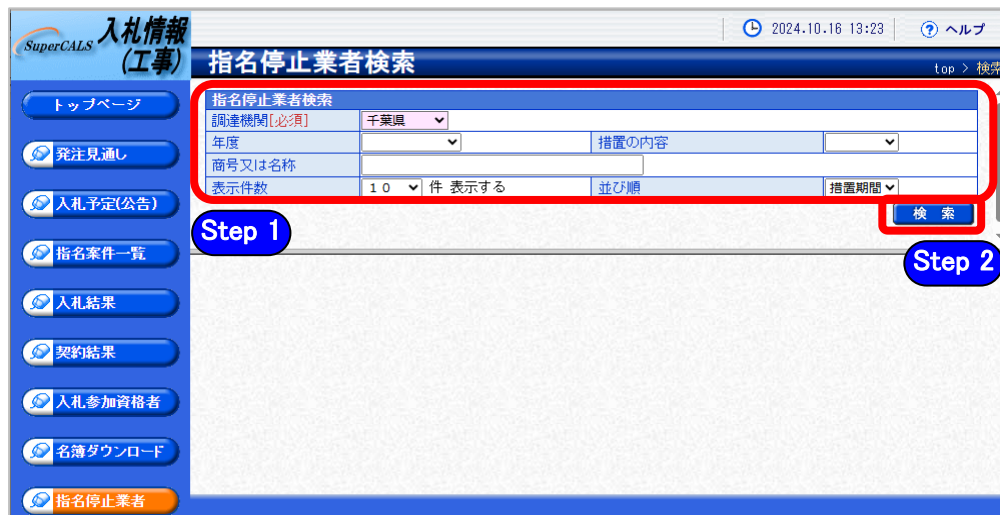 SuperCALS 入札情報
(工事)
2024.10.16 13:23
ヘルプ
指名停止業者検索
top > 検索
トップページ
発注見通し
入札予定(公告)
指名案件一覧
入札結果
契約結果
入札参加資格者
名簿ダウンロード
指名停止業者
指名停止業者検索
調達機関[必須] 千葉県
年度 措置の内容
商号又は名称
表示件数 10 件 表示する 並び順 措置期間
検 索
Step 1
Step 2